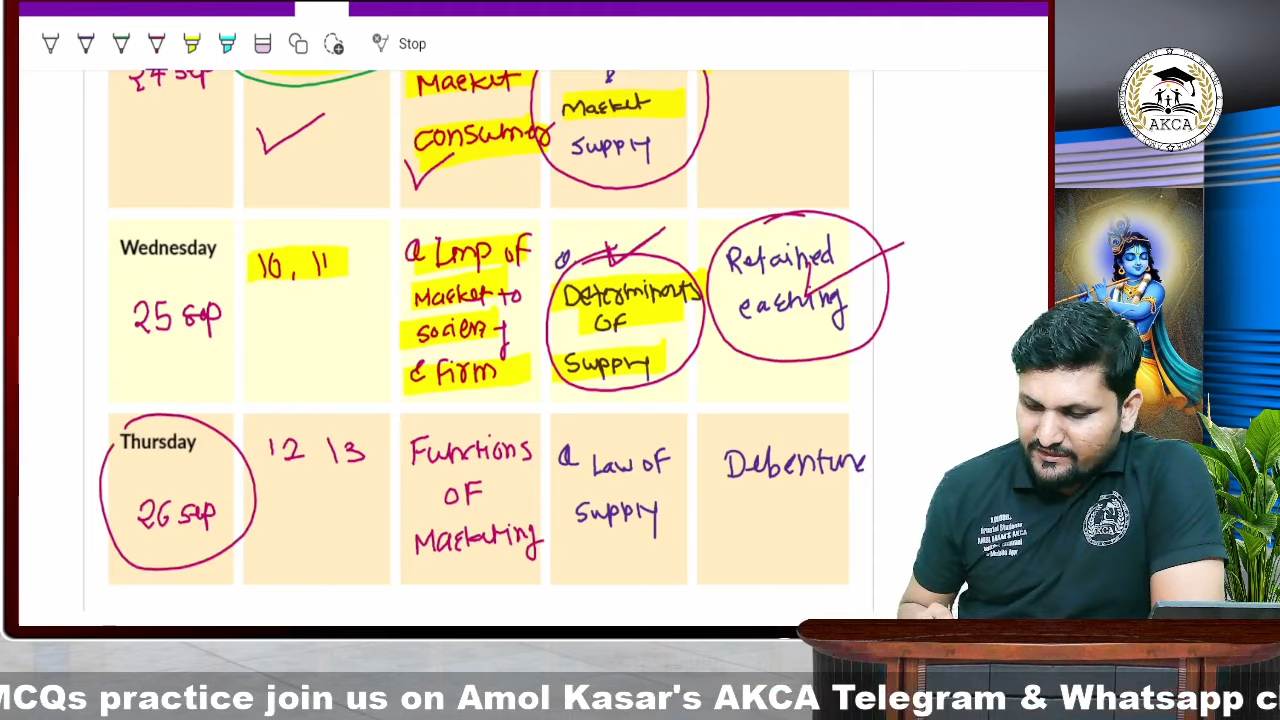 Stop
24 Sep
Market
consumer
&
Market
Supply
AKCA
Wednesday
25 sep
10, 11
Q Imp of
Market to
society
& firm
Q
Determinants
OF
Supply
Retained
earning
Thursday
26 sep
12 13
Functions
OF
Marketing
Q Law of
Supply
Debenture
MCQs practice join us on Amol Kasar's AKCA Telegram & Whatsapp c